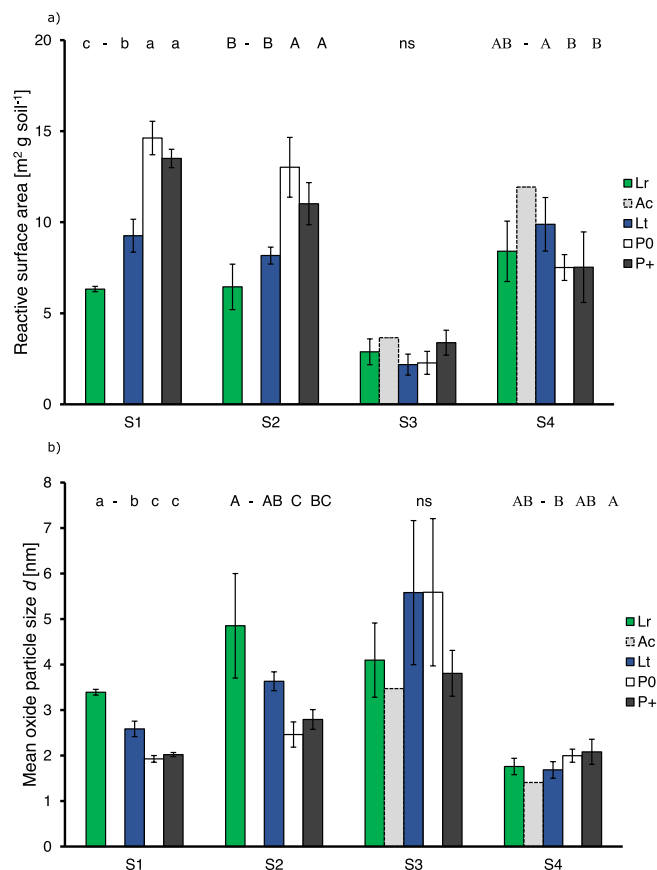 a)
c - b a a B - B A A ns AB - A B B
Reactive surface area [m² g soil⁻¹]
20
15
10
5
0
S1 S2 S3 S4
Lr
Ac
Lt
P0
P+
b)
a - b c c A - AB C BC ns AB - B AB A
Mean oxide particle size d [nm]
8
7
6
5
4
3
2
1
0
S1 S2 S3 S4
Lr
Ac
Lt
P0
P+